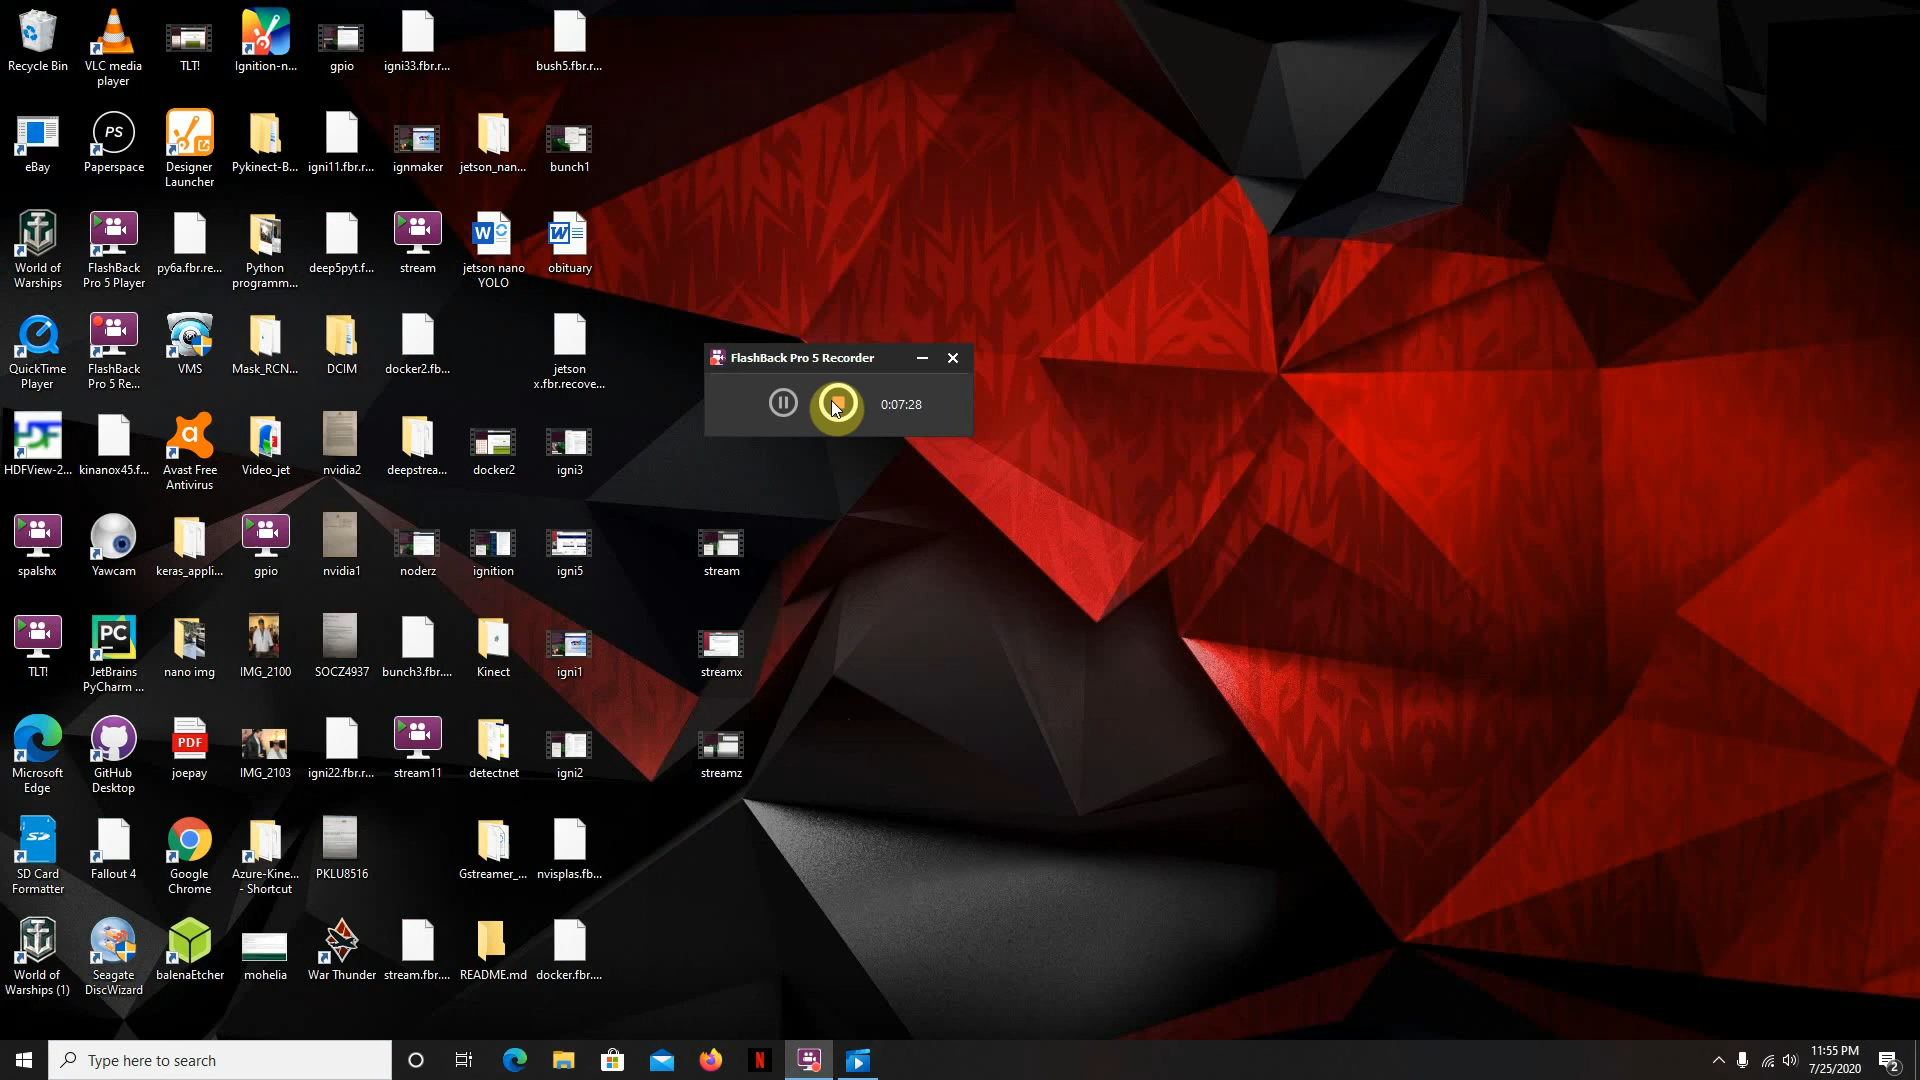 Recycle Bin
VLC media
player
TLT!
Ignition-n...
gpio
igni33.fbr.r...
bush5.fbr.r...
eBay
PS
Paperspace
Designer
Launcher
Pykinect-B...
igni11.fbr.r...
ignmaker
jetson_nan...
bunch1
World of
Warships
FlashBack
Pro 5 Player
py6a.fbr.re...
Python
programm...
deep5pyt.f...
stream
jetson nano
YOLO
obituary
QuickTime
Player
FlashBack
Pro 5 Re...
VMS
Mask_RCN...
DCIM
docker2.fb...
jetson
x.fbr.recove...
FlashBack Pro 5 Recorder
0:07:28
HDFView-2...
kinanox45.f...
Avast Free
Antivirus
Video_jet
nvidia2
deepstrea...
docker2
igni3
spalshx
Yawcam
keras_appli...
gpio
nvidia1
noderz
ignition
igni5
stream
TLT!
PC
JetBrains
PyCharm ...
nano img
IMG_2100
SOCZ4937
bunch3.fbr....
Kinect
igni1
streamx
Microsoft
Edge
GitHub
Desktop
PDF
joepay
IMG_2103
igni22.fbr.r...
stream11
detectnet
igni2
streamz
SD Card
Formatter
Fallout 4
Google
Chrome
Azure-Kine...
- Shortcut
PKLU8516
Gstreamer_...
nvisplas.fb...
World of
Warships (1)
Seagate
DiscWizard
balenaEtcher
mohelia
War Thunder
stream.fbr....
README.md
docker.fbr....
Type here to search
11:55 PM
7/25/2020
2